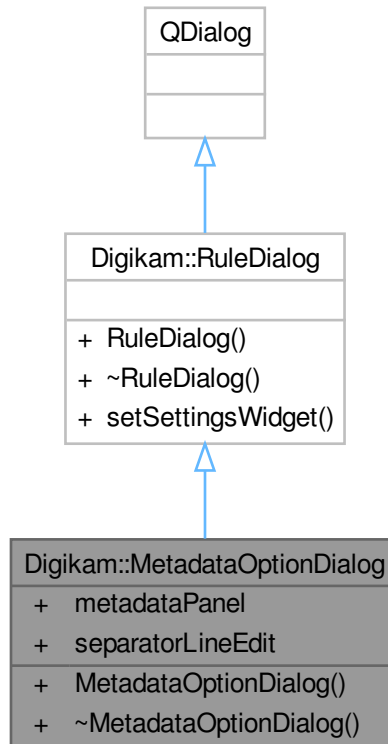 QDialog
Digikam::RuleDialog
+ RuleDialog()
+ ~RuleDialog()
+ setSettingsWidget()
Digikam::MetadataOptionDialog
+ metadataPanel
+ separatorLineEdit
+ MetadataOptionDialog()
+ ~MetadataOptionDialog()